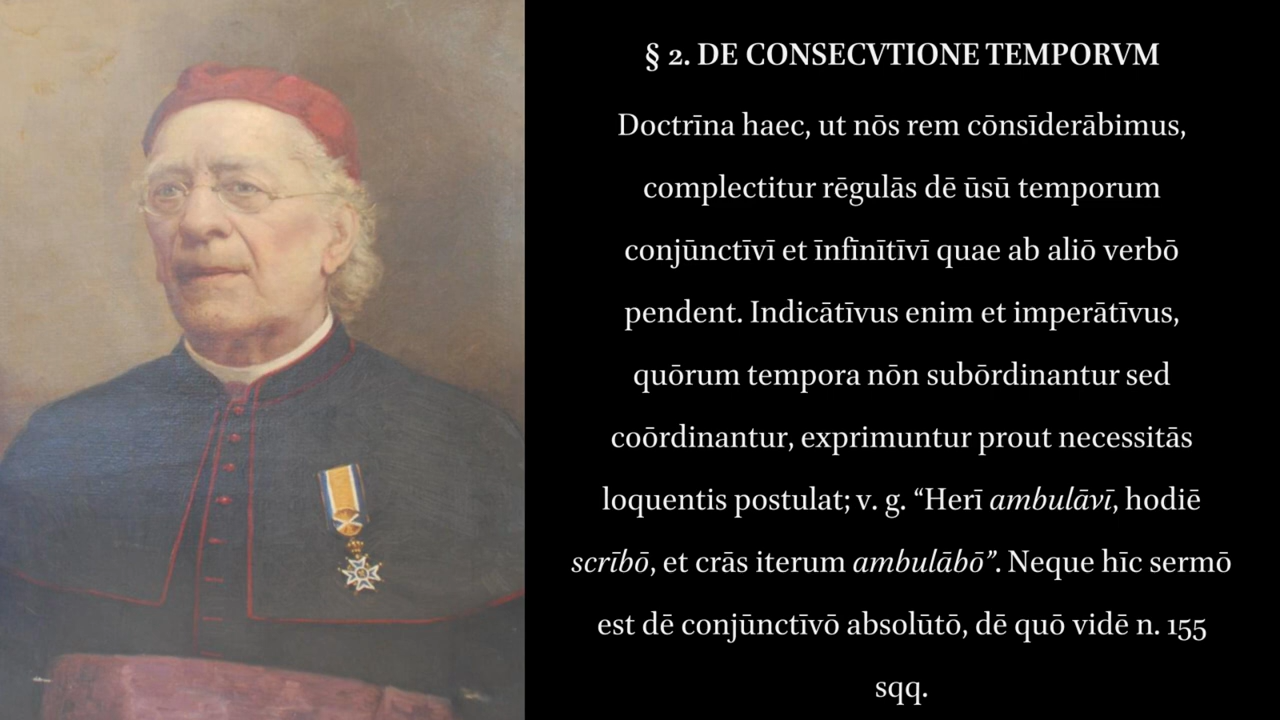 § 2. DE CONSECVTIONE TEMPORVM
Doctrīna haec, ut nōs rem cōnsīderābimus,
complectitur rēgulās dē ūsū temporum
conjūnctīvī et īnfīnītīvī quae ab aliō verbō
pendent. Indicātīvus enim et imperātīvus,
quōrum tempora nōn subōrdinantur sed
coōrdinantur, exprimuntur prout necessitās
loquentis postulat; v. g. “Herī ambulāvī, hodiē
scrībō, et crās iterum ambulābō”. Neque hīc sermō
est dē conjūnctīvō absolūtō, dē quō vidē n. 155
sqq.